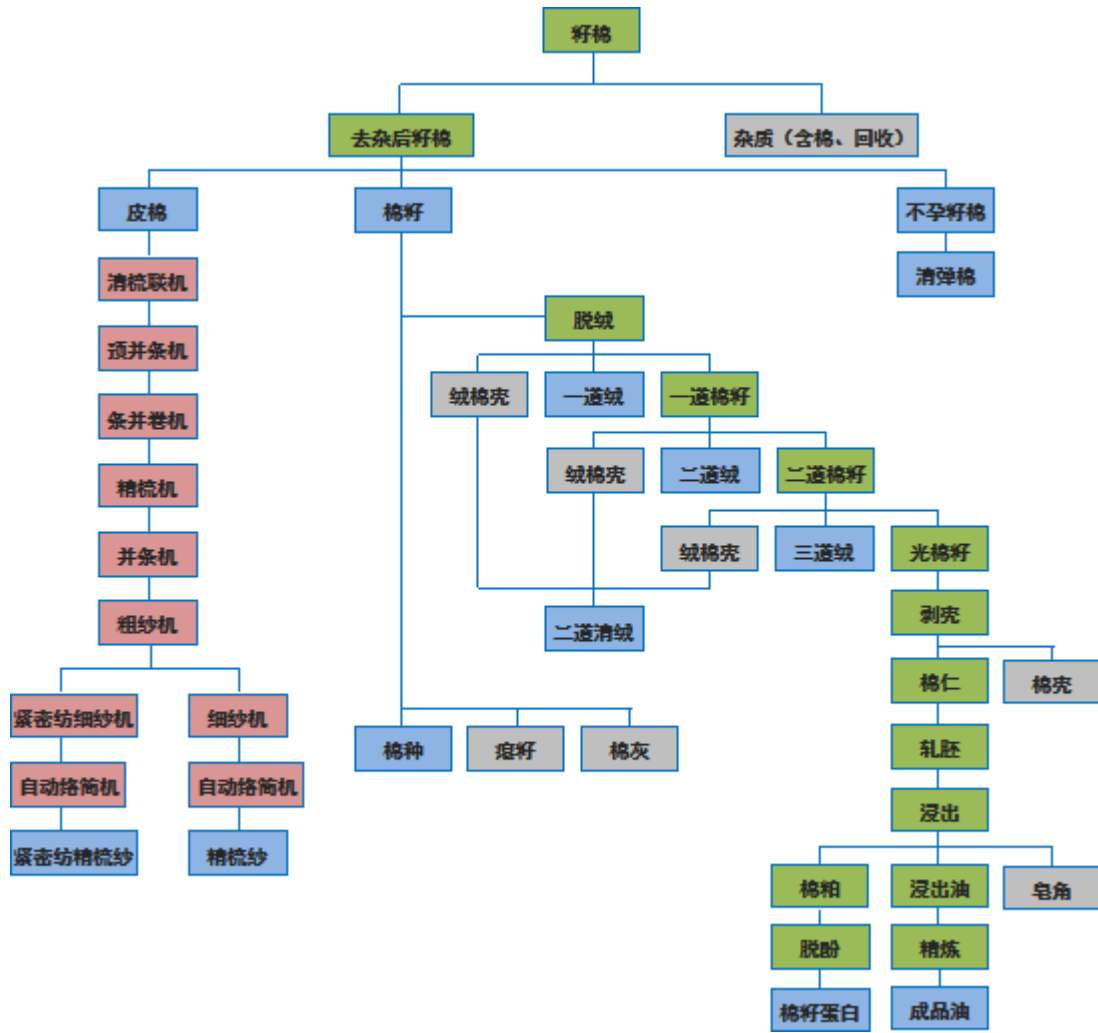 籽棉
去杂后籽棉
杂质（含棉、回收）
皮棉
棉籽
不孕籽棉
清梳联机
清弹棉
预并条机
脱绒
条并卷机
绒棉壳
一道绒
一道棉籽
精梳机
绒棉壳
二道绒
二道棉籽
并条机
绒棉壳
三道绒
光棉籽
粗纱机
二道清绒
剥壳
棉仁
棉壳
紧密纺细纱机
细纱机
棉种
瘪籽
棉灰
轧胚
自动络筒机
自动络筒机
浸出
紧密纺精梳纱
精梳纱
棉粕
浸出油
皂角
脱酚
精炼
棉籽蛋白
成品油